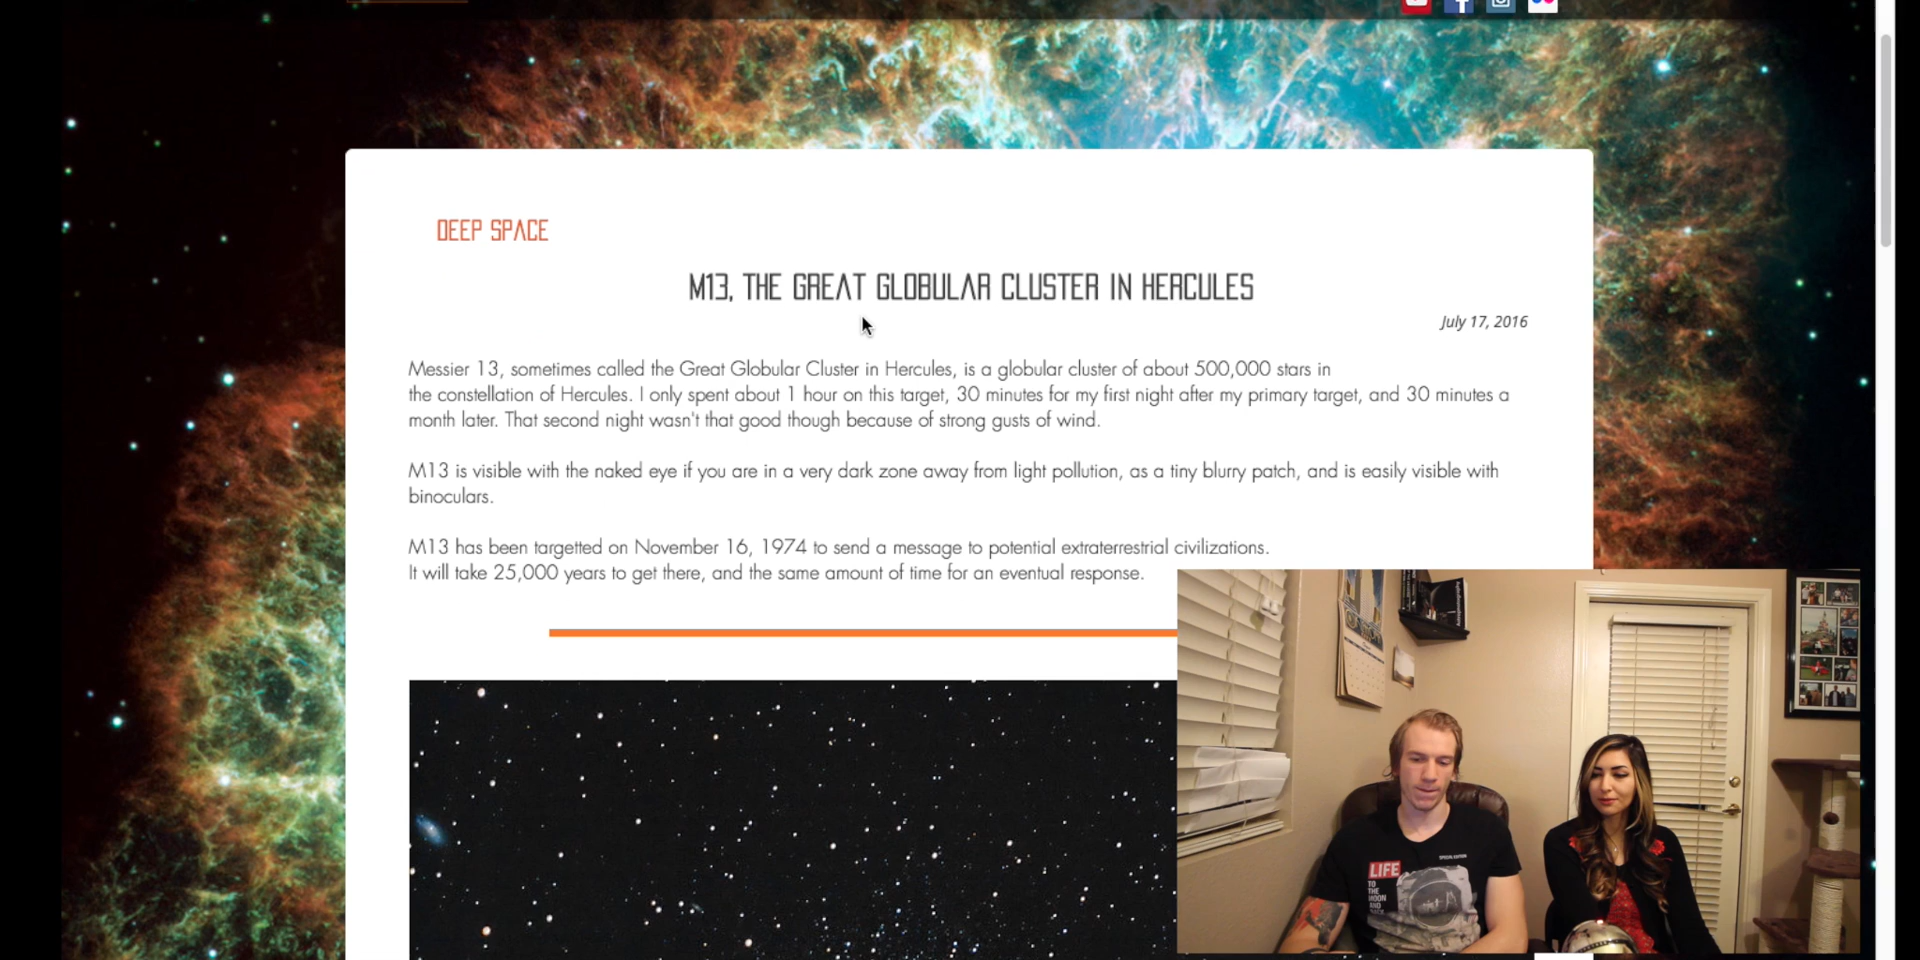 DEEP SPACE
M13, THE GREAT GLOBULAR CLUSTER IN HERCULES
July 17, 2016
Messier 13, sometimes called the Great Globular Cluster in Hercules, is a globular cluster of about 500,000 stars in
the constellation of Hercules. I only spent about 1 hour on this target, 30 minutes for my first night after my primary target, and 30 minutes a
month later. That second night wasn't that good though because of strong gusts of wind.
M13 is visible with the naked eye if you are in a very dark zone away from light pollution, as a tiny blurry patch, and is easily visible with
binoculars.
M13 has been targetted on November 16, 1974 to send a message to potential extraterrestrial civilizations.
It will take 25,000 years to get there, and the same amount of time for an eventual response.
SPECIAL EDITION
LIFE
TO
THE
MOON
AND
BACK